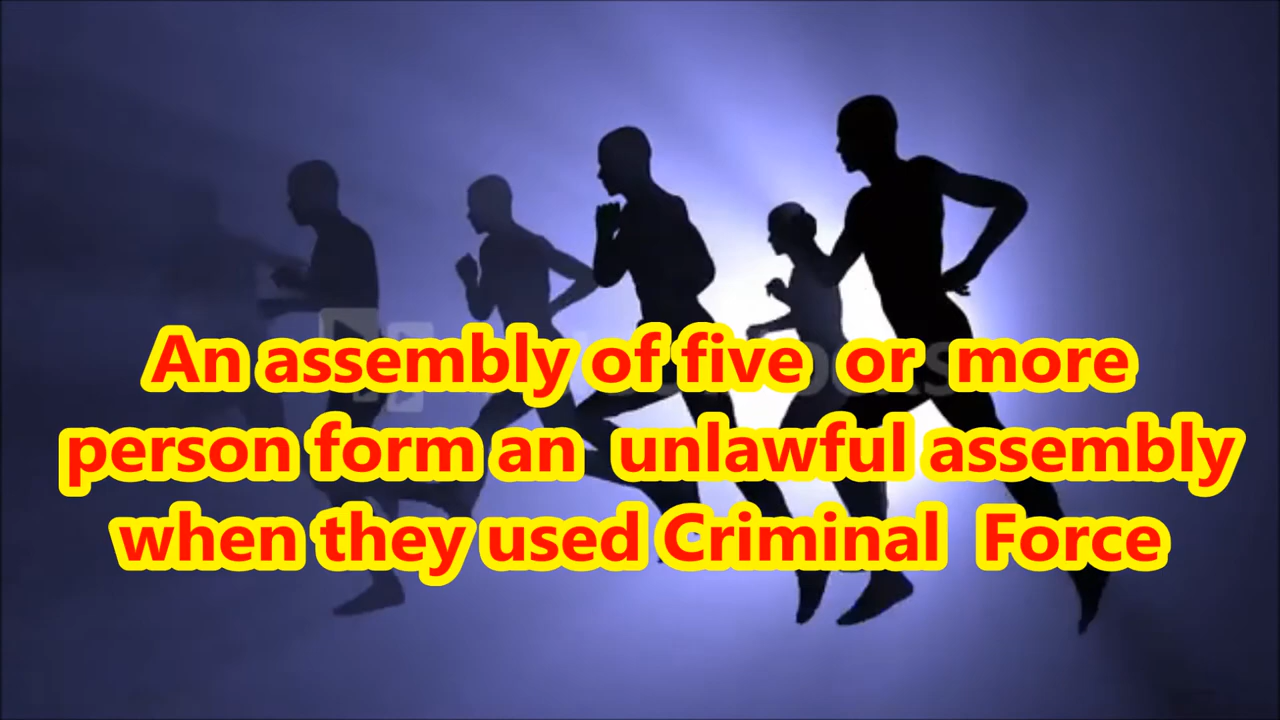 An assembly of five or more
person form an unlawful assembly
when they used Criminal Force